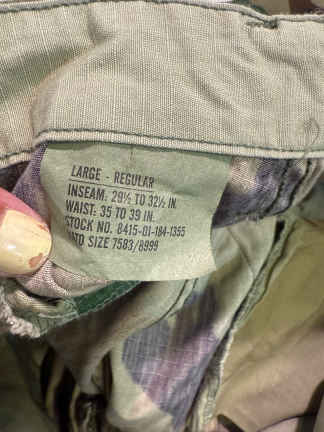 LARGE - REGULAR
INSEAM: 29½ TO 32½ IN.
WAIST: 35 TO 39 IN.
STOCK NO. 8415-01-184-1355
NATO SIZE 7583/8999